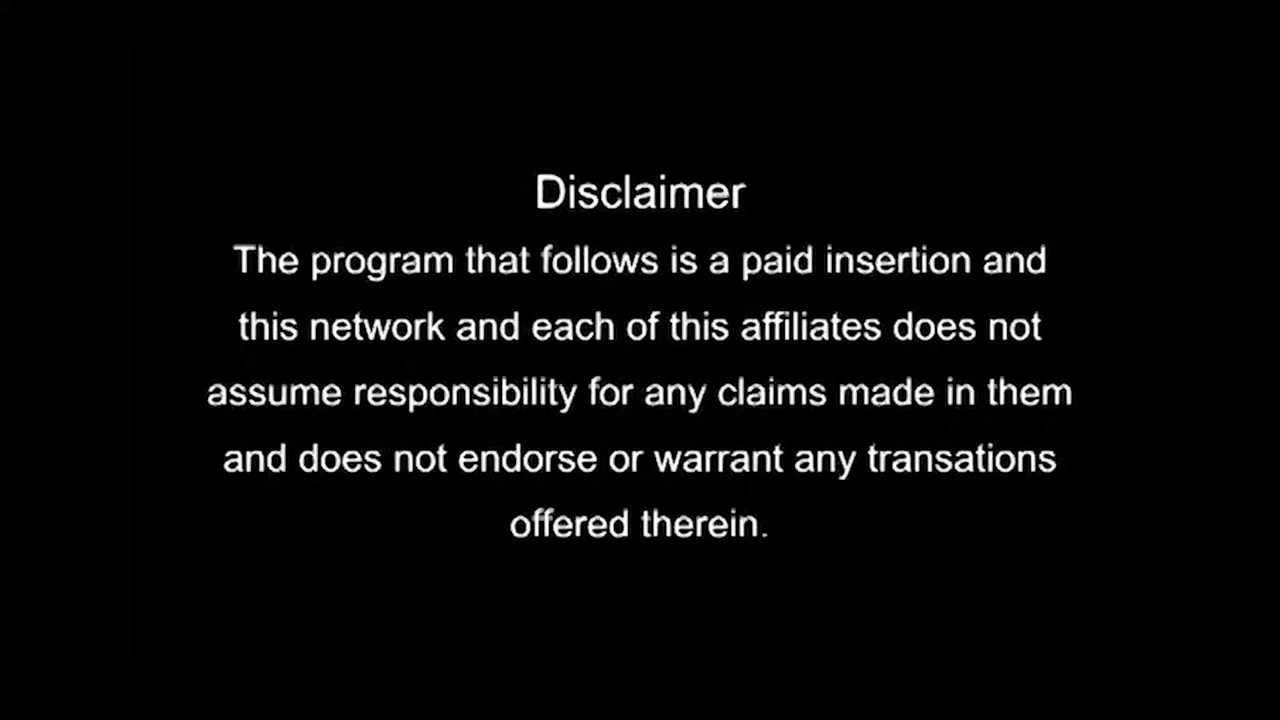 Disclaimer
The program that follows is a paid insertion and
this network and each of this affiliates does not
assume responsibility for any claims made in them
and does not endorse or warrant any transations
offered therein.